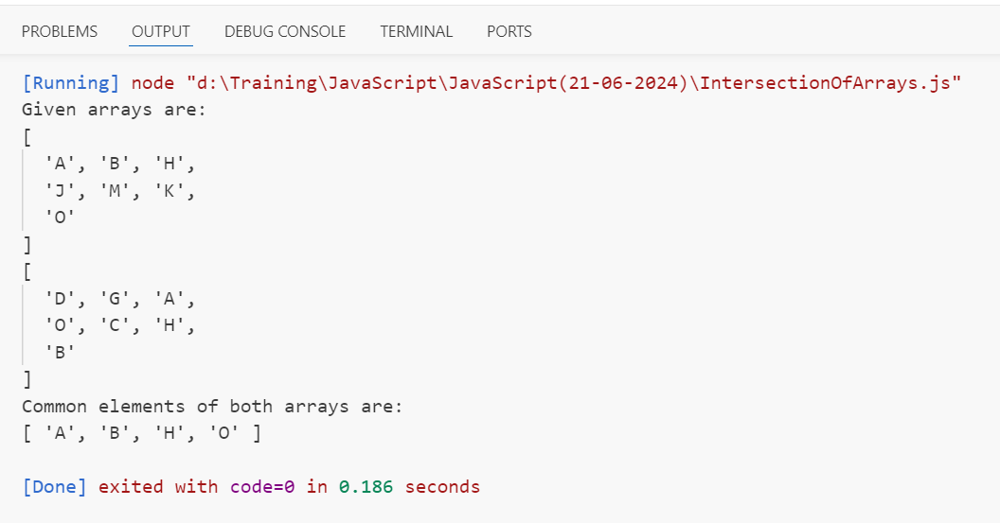 PROBLEMS OUTPUT DEBUG CONSOLE TERMINAL PORTS
[Running] node "d:\Training\JavaScript\JavaScript(21-06-2024)\IntersectionOfArrays.js"
Given arrays are:
[
  'A', 'B', 'H',
  'J', 'M', 'K',
  'O'
]
[
  'D', 'G', 'A',
  'O', 'C', 'H',
  'B'
]
Common elements of both arrays are:
[ 'A', 'B', 'H', 'O' ]
[Done] exited with code=0 in 0.186 seconds